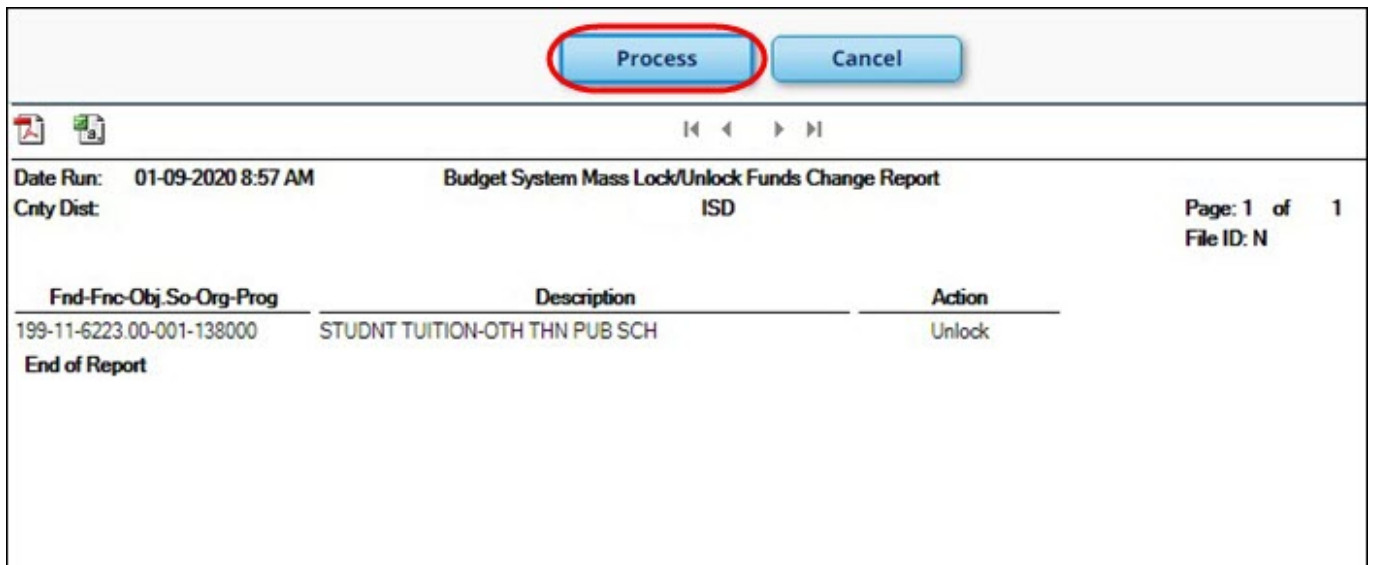 Process Cancel
Date Run: 01-09-2020 8:57 AM Budget System Mass Lock/Unlock Funds Change Report
Cnty Dist: ISD Page: 1 of 1
File ID: N
Fnd-Fnc-Obj.So-Org-Prog Description Action
199-11-6223.00-001-138000 STUDNT TUITION-OTH THN PUB SCH Unlock
End of Report